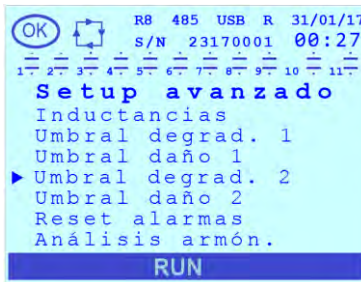 OK R8 485 USB R 31/01/17
S/N 23170001 00:27
1 2 3 4 5 6 7 8 9 10 11
Setup avanzado
Inductancias
Umbral degrad. 1
Umbral daño 1
Umbral degrad. 2
Umbral daño 2
Reset alarmas
Análisis armón.
RUN